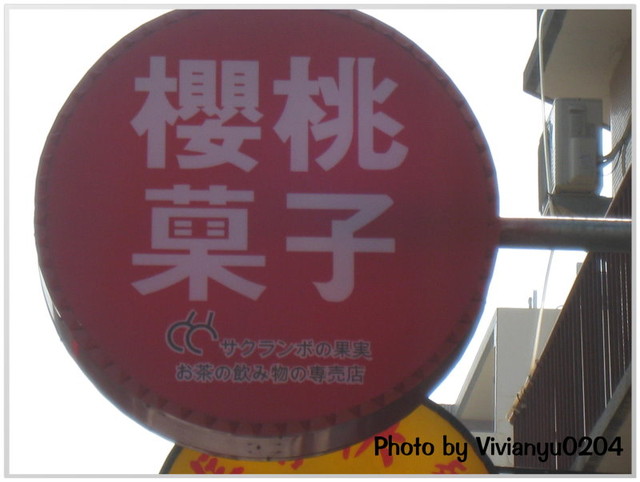 櫻桃
菓子
サクランボの果実
お茶の飲み物の専売店
Photo by Vivianyu0204